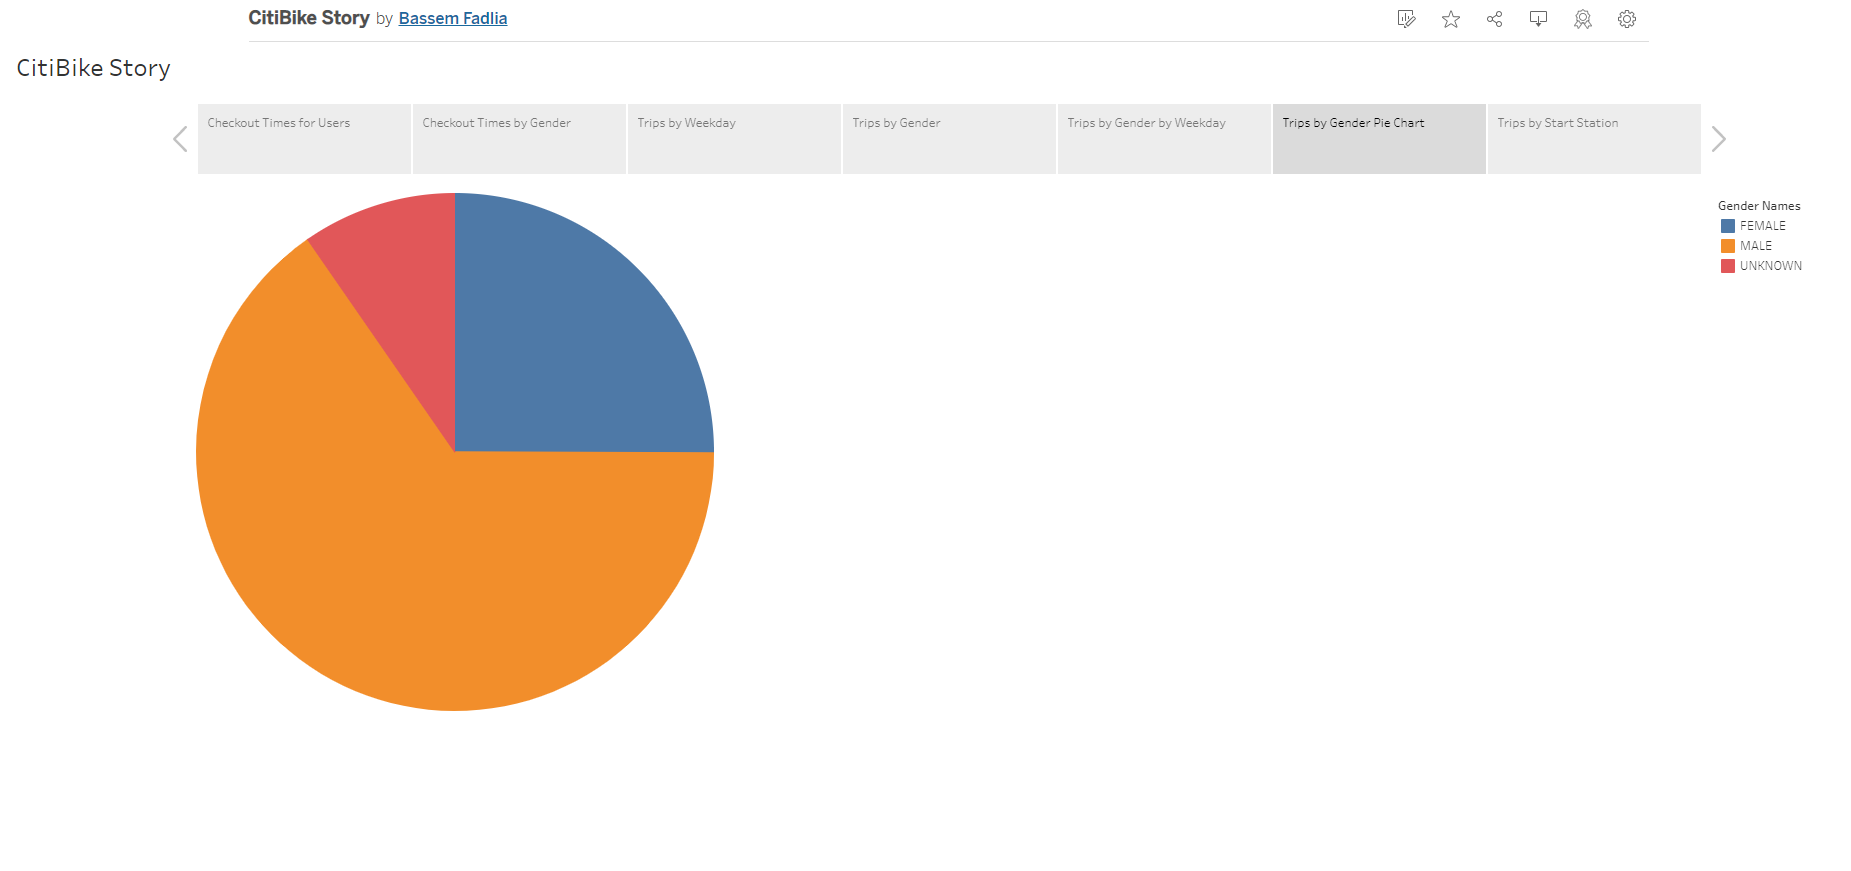 CitiBike Story by Bassem Fadlia
CitiBike Story
Checkout Times for Users
Checkout Times by Gender
Trips by Weekday
Trips by Gender
Trips by Gender by Weekday
Trips by Gender Pie Chart
Trips by Start Station
Gender Names
FEMALE
MALE
UNKNOWN